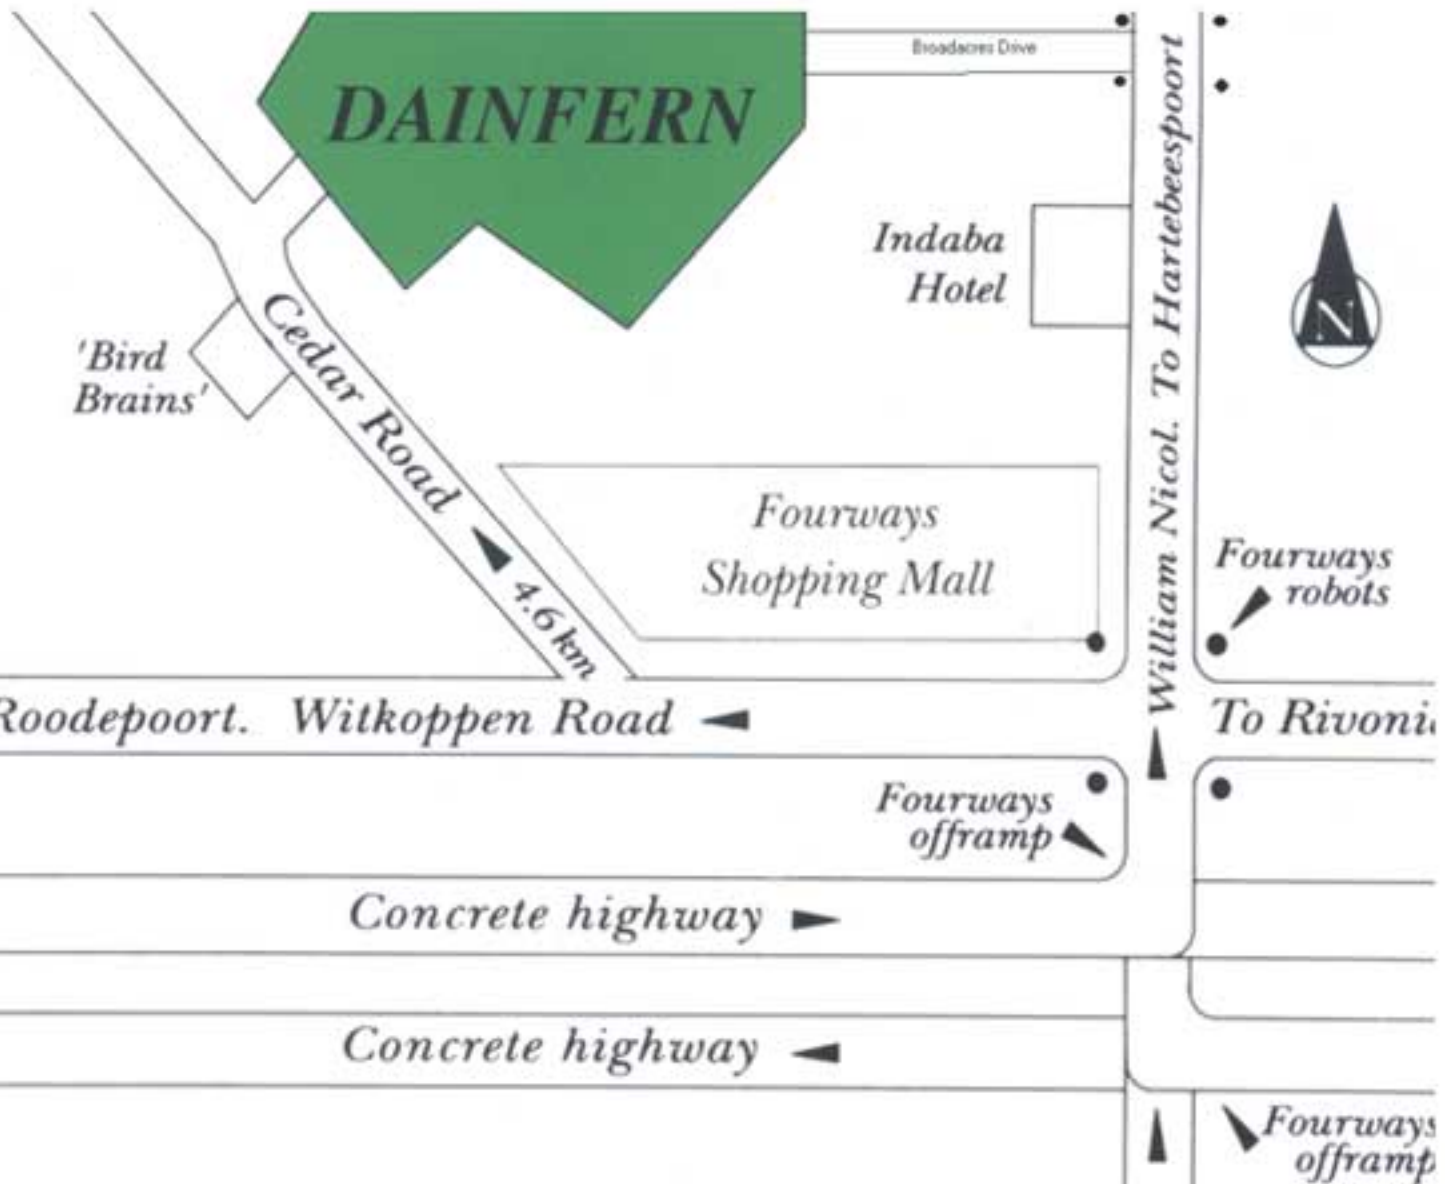 Broadacres Drive
DAINFERN
William Nicol. To Hartebeespoort
Indaba
Hotel
N
Cedar Road
4.6 km
'Bird
Brains'
Fourways
Shopping Mall
Fourways
robots
Roodepoort. Witkoppen Road
To Rivoni
Fourways
offramp
Concrete highway
Concrete highway
Fourways
offramp